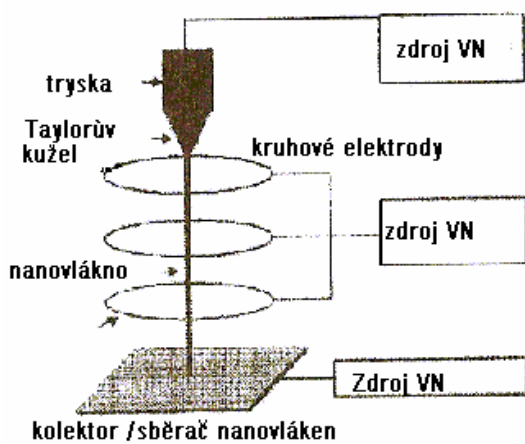 zdroj VN
tryska
Taylorův
kužel
kruhové elektrody
zdroj VN
nanovlákno
Zdroj VN
kolektor /sběrač nanovláken